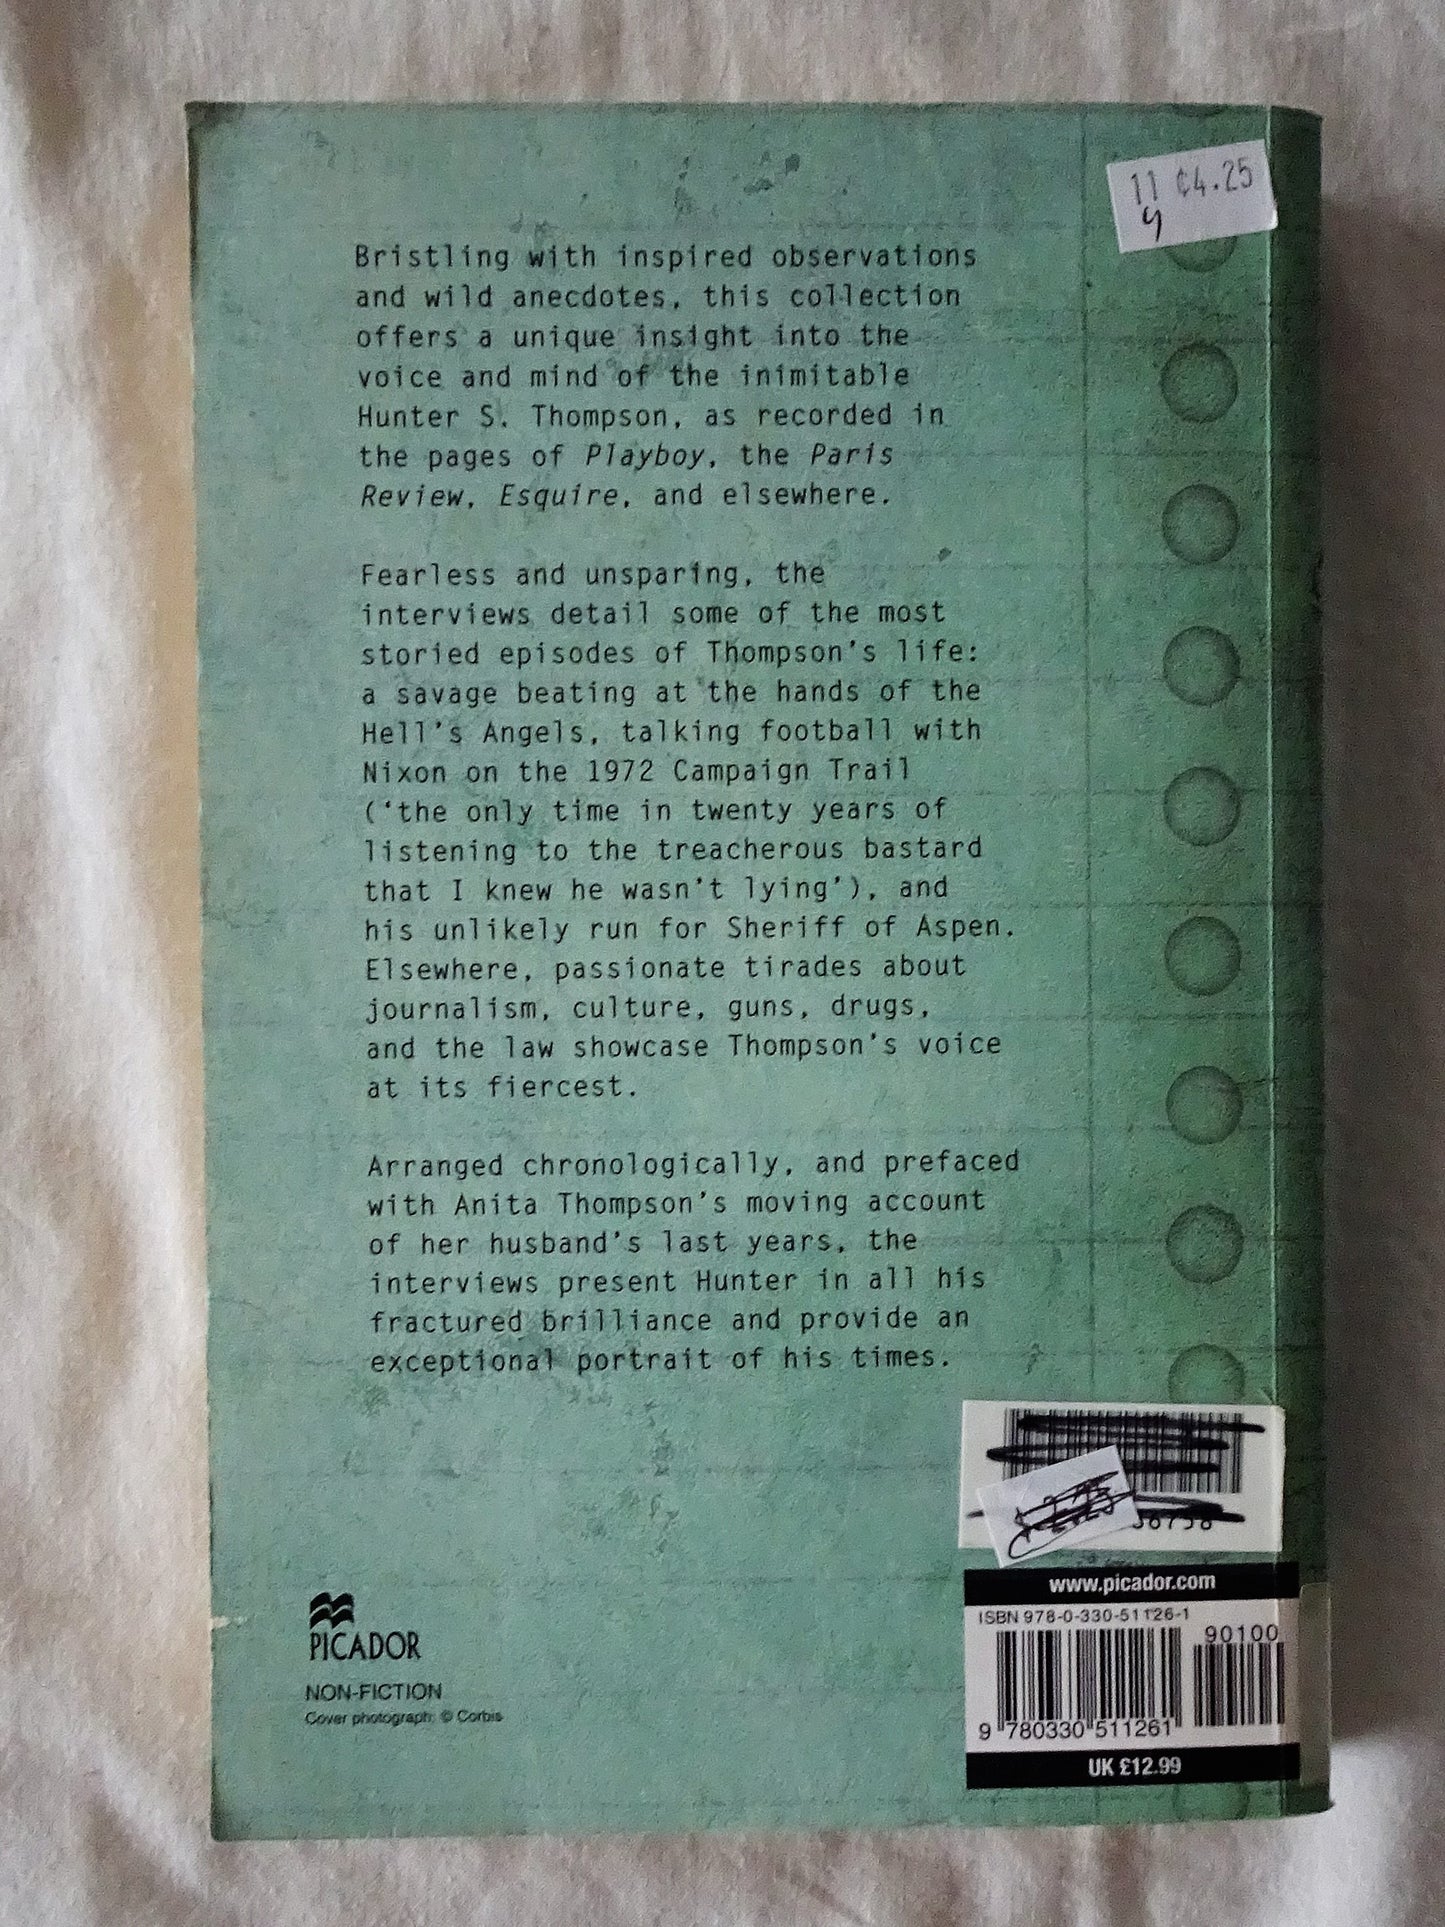 11 ¢4.25
9
Bristling with inspired observations
and wild anecdotes, this collection
offers a unique insight into the
voice and mind of the inimitable
Hunter S. Thompson, as recorded in
the pages of Playboy, the Paris
Review, Esquire, and elsewhere.
Fearless and unsparing, the
interviews detail some of the most
storied episodes of Thompson's life:
a savage beating at the hands of the
Hell's Angels, talking football with
Nixon on the 1972 Campaign Trail
('the only time in twenty years of
listening to the treacherous bastard
that I knew he wasn't lying'), and
his unlikely run for Sheriff of Aspen.
Elsewhere, passionate tirades about
journalism, culture, guns, drugs,
and the law showcase Thompson's voice
at its fiercest.
Arranged chronologically, and prefaced
with Anita Thompson's moving account
of her husband's last years, the
interviews present Hunter in all his
fractured brilliance and provide an
exceptional portrait of his times.
PICADOR
NON-FICTION
Cover photograph: © Corbis
www.picador.com
ISBN 978-0-330-51126-1
90100
9 780330 511261
UK £12.99